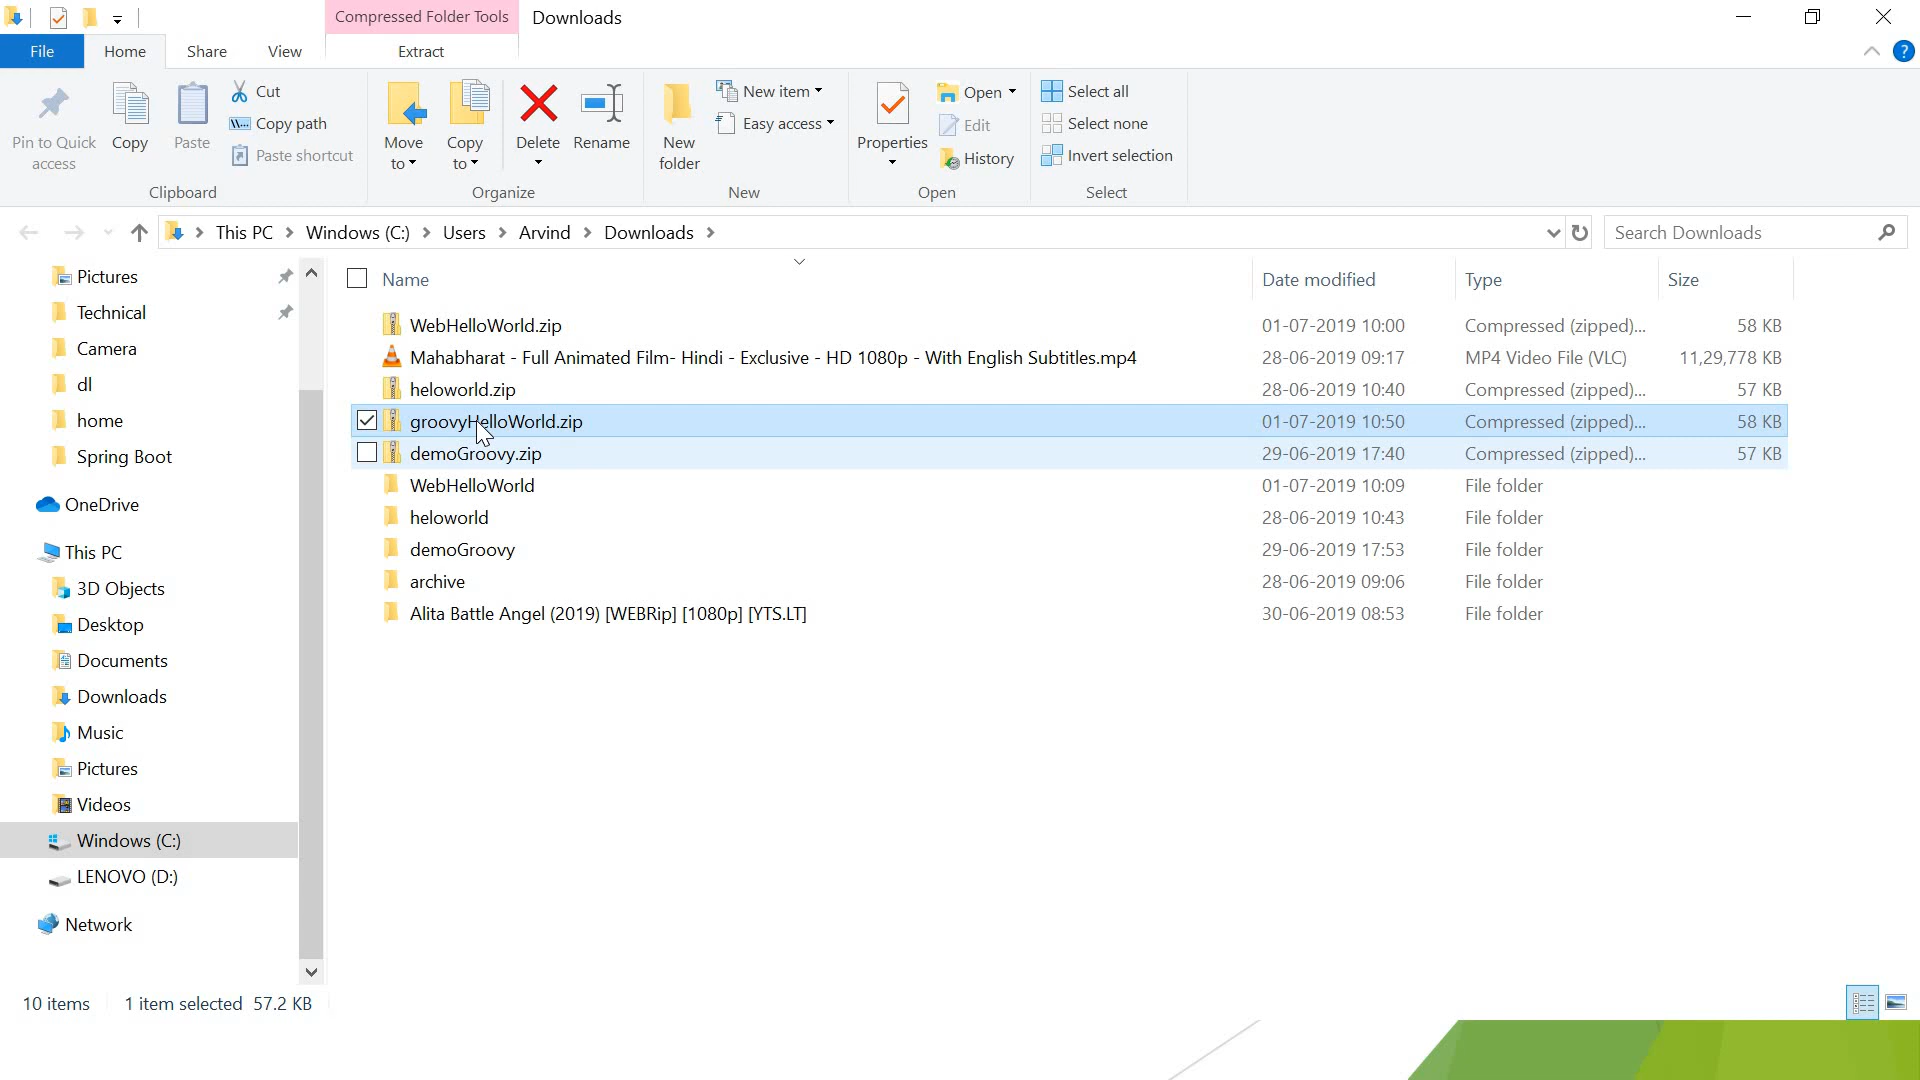 Compressed Folder Tools Downloads
File Home Share View Extract
Pin to Quick access
Copy
Paste
Cut
Copy path
Paste shortcut
Clipboard
Move to
Copy to
Delete
Rename
Organize
New folder
New item
Easy access
New
Properties
Open
Edit
History
Open
Select all
Select none
Invert selection
Select
This PC Windows (C:) Users Arvind Downloads
Search Downloads
Pictures
Technical
Camera
dl
home
Spring Boot
OneDrive
This PC
3D Objects
Desktop
Documents
Downloads
Music
Pictures
Videos
Windows (C:)
LENOVO (D:)
Network
Name Date modified Type Size
WebHelloWorld.zip 01-07-2019 10:00 Compressed (zipped)... 58 KB
Mahabharat - Full Animated Film- Hindi - Exclusive - HD 1080p - With English Subtitles.mp4 28-06-2019 09:17 MP4 Video File (VLC) 11,29,778 KB
heloworld.zip 28-06-2019 10:40 Compressed (zipped)... 57 KB
groovyHelloWorld.zip 01-07-2019 10:50 Compressed (zipped)... 58 KB
demoGroovy.zip 29-06-2019 17:40 Compressed (zipped)... 57 KB
WebHelloWorld 01-07-2019 10:09 File folder
heloworld 28-06-2019 10:43 File folder
demoGroovy 29-06-2019 17:53 File folder
archive 28-06-2019 09:06 File folder
Alita Battle Angel (2019) [WEBRip] [1080p] [YTS.LT] 30-06-2019 08:53 File folder
10 items 1 item selected 57.2 KB